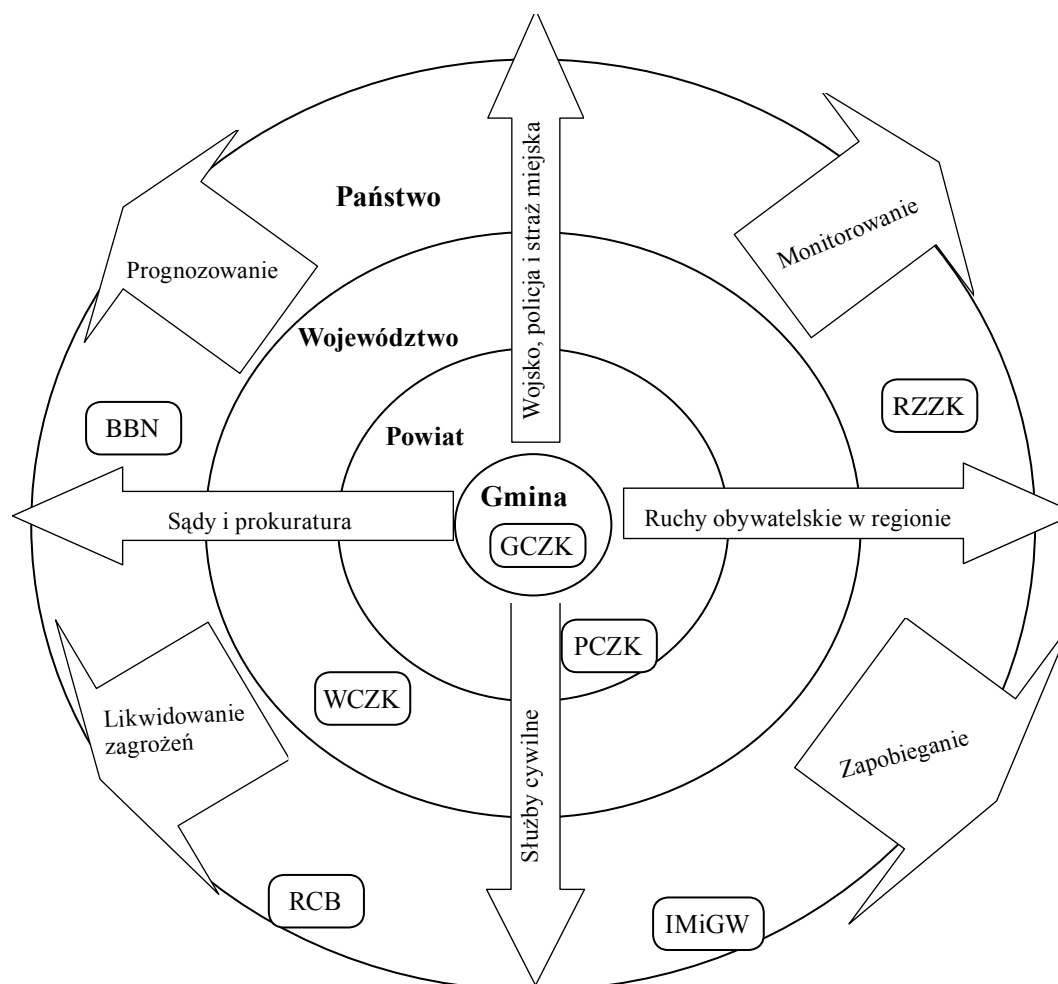 Wojsko, policja i straż miejska
Państwo
Monitorowanie
Prognozowanie
Województwo
RZZK
BBN
Powiat
Gmina
Sądy i prokuratura
Ruchy obywatelskie w regionie
GCZK
PCZK
WCZK
Likwidowanie
zagrożeń
Zapobieganie
Służby cywilne
RCB
IMiGW